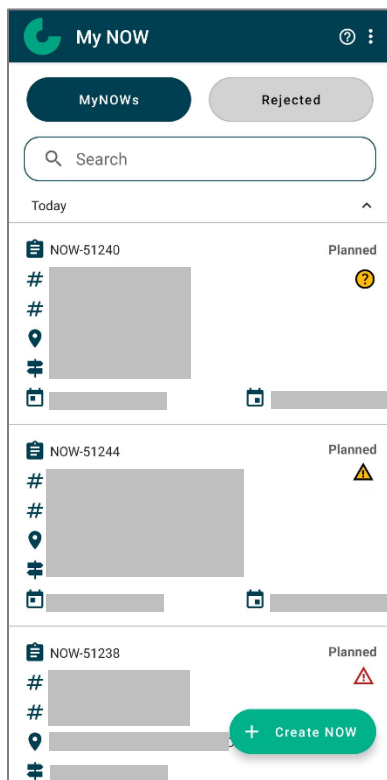 My NOW
MyNOWs Rejected
Search
Today
NOW-51240 Planned
#
#
NOW-51244 Planned
#
#
NOW-51238 Planned
#
#
+ Create NOW